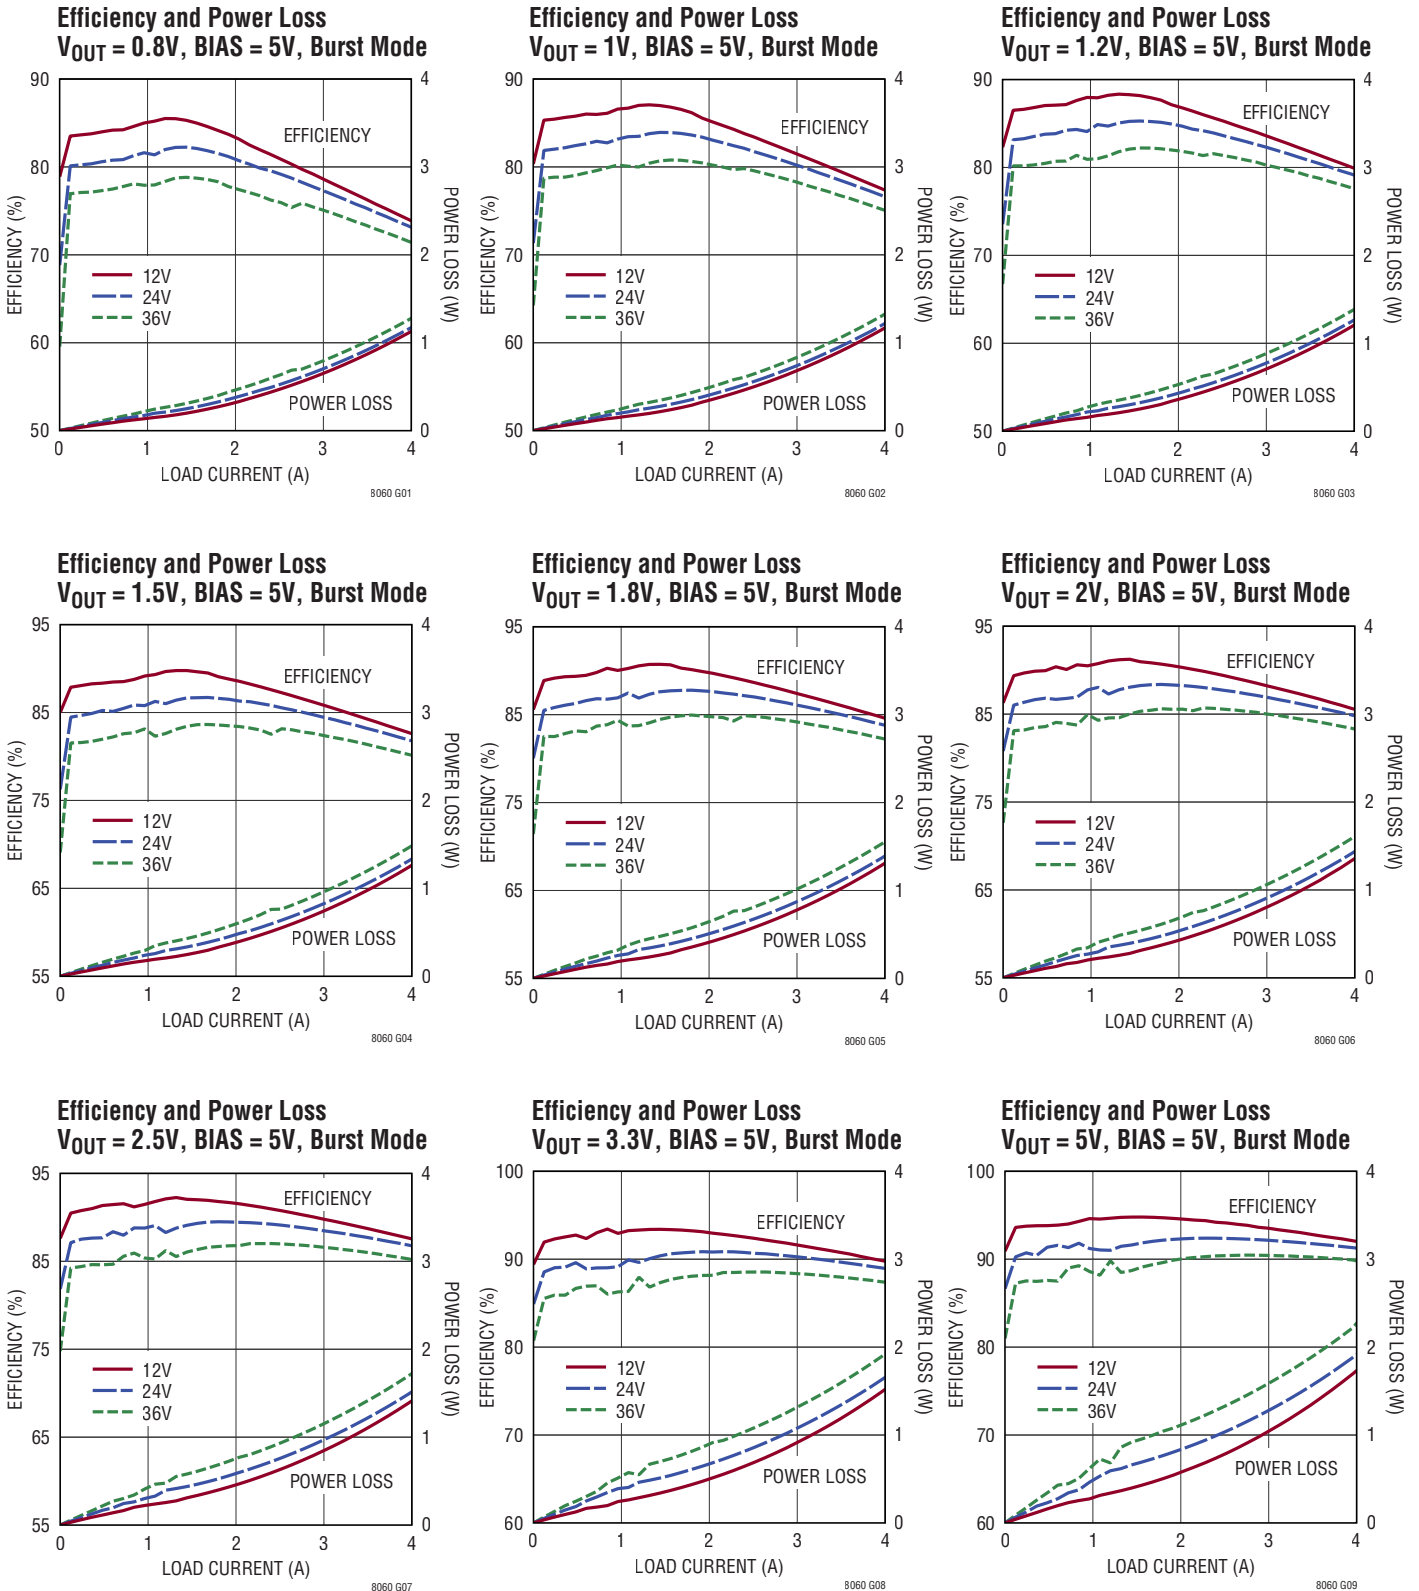 Efficiency and Power Loss
VOUT = 0.8V, BIAS = 5V, Burst Mode
90
80
70
60
50
4
3
2
1
0
EFFICIENCY (%)
POWER LOSS (W)
EFFICIENCY
12V
24V
36V
POWER LOSS
0 1 2 3 4
LOAD CURRENT (A)
8060 G01
Efficiency and Power Loss
VOUT = 1V, BIAS = 5V, Burst Mode
90
80
70
60
50
4
3
2
1
0
EFFICIENCY (%)
POWER LOSS (W)
EFFICIENCY
12V
24V
36V
POWER LOSS
0 1 2 3 4
LOAD CURRENT (A)
8060 G02
Efficiency and Power Loss
VOUT = 1.2V, BIAS = 5V, Burst Mode
90
80
70
60
50
4
3
2
1
0
EFFICIENCY (%)
POWER LOSS (W)
EFFICIENCY
12V
24V
36V
POWER LOSS
0 1 2 3 4
LOAD CURRENT (A)
8060 G03
Efficiency and Power Loss
VOUT = 1.5V, BIAS = 5V, Burst Mode
95
85
75
65
55
4
3
2
1
0
EFFICIENCY (%)
POWER LOSS (W)
EFFICIENCY
12V
24V
36V
POWER LOSS
0 1 2 3 4
LOAD CURRENT (A)
8060 G04
Efficiency and Power Loss
VOUT = 1.8V, BIAS = 5V, Burst Mode
95
85
75
65
55
4
3
2
1
0
EFFICIENCY (%)
POWER LOSS (W)
EFFICIENCY
12V
24V
36V
POWER LOSS
0 1 2 3 4
LOAD CURRENT (A)
8060 G05
Efficiency and Power Loss
VOUT = 2V, BIAS = 5V, Burst Mode
95
85
75
65
55
4
3
2
1
0
EFFICIENCY (%)
POWER LOSS (W)
EFFICIENCY
12V
24V
36V
POWER LOSS
0 1 2 3 4
LOAD CURRENT (A)
8060 G06
Efficiency and Power Loss
VOUT = 2.5V, BIAS = 5V, Burst Mode
95
85
75
65
55
4
3
2
1
0
EFFICIENCY (%)
POWER LOSS (W)
EFFICIENCY
12V
24V
36V
POWER LOSS
0 1 2 3 4
LOAD CURRENT (A)
8060 G07
Efficiency and Power Loss
VOUT = 3.3V, BIAS = 5V, Burst Mode
100
90
80
70
60
4
3
2
1
0
EFFICIENCY (%)
POWER LOSS (W)
EFFICIENCY
12V
24V
36V
POWER LOSS
0 1 2 3 4
LOAD CURRENT (A)
8060 G08
Efficiency and Power Loss
VOUT = 5V, BIAS = 5V, Burst Mode
100
90
80
70
60
4
3
2
1
0
EFFICIENCY (%)
POWER LOSS (W)
EFFICIENCY
12V
24V
36V
POWER LOSS
0 1 2 3 4
LOAD CURRENT (A)
8060 G09